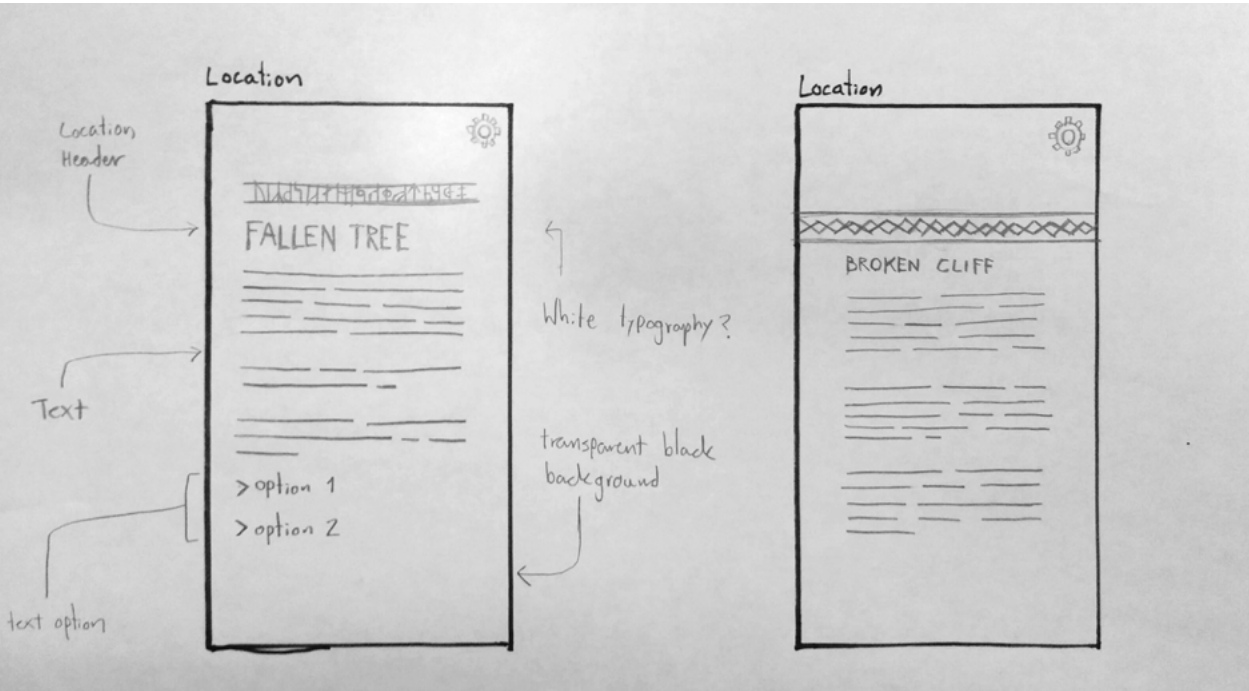 Location
Location
Location
Header
FALLEN TREE
BROKEN CLIFF
White typography?
Text
transparent black
background
> option 1
> option 2
text option